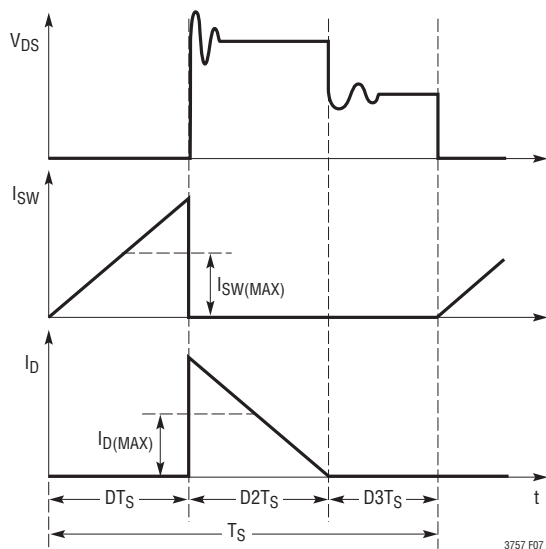 VDS
ISW
ISW(MAX)
ID
ID(MAX)
DTS
D2TS
D3TS
t
TS
3757 F07